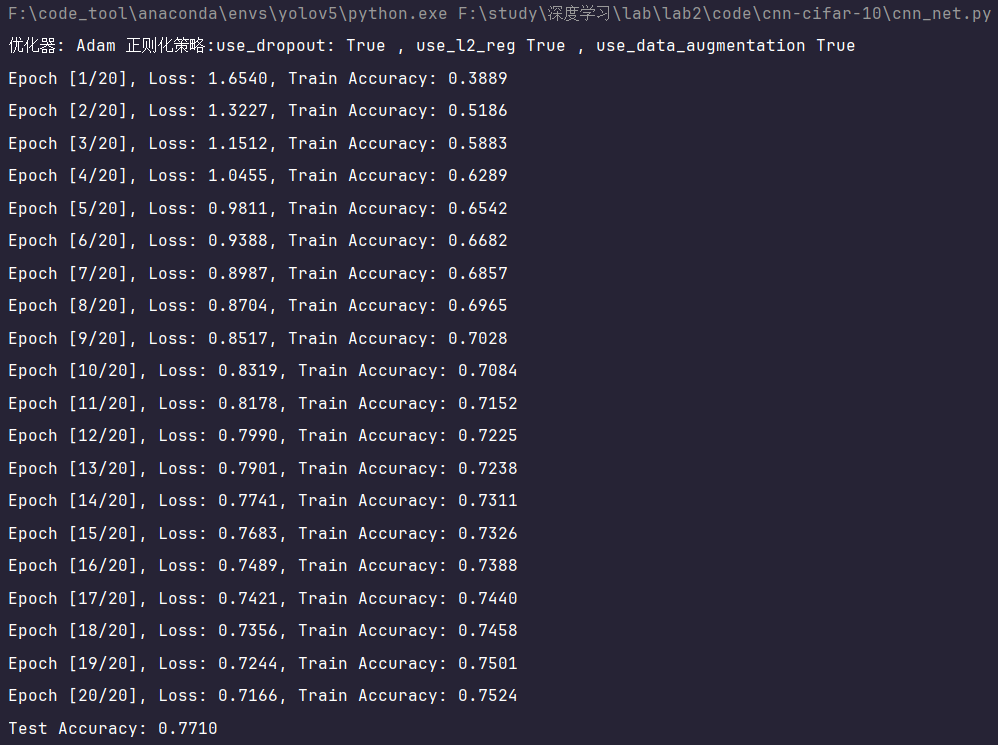 F:\code_tool\anaconda\envs\yolov5\python.exe F:\study\深度学习\lab\lab2\code\cnn-cifar-10\cnn_net.py
优化器: Adam 正则化策略:use_dropout: True , use_l2_reg True , use_data_augmentation True
Epoch [1/20], Loss: 1.6540, Train Accuracy: 0.3889
Epoch [2/20], Loss: 1.3227, Train Accuracy: 0.5186
Epoch [3/20], Loss: 1.1512, Train Accuracy: 0.5883
Epoch [4/20], Loss: 1.0455, Train Accuracy: 0.6289
Epoch [5/20], Loss: 0.9811, Train Accuracy: 0.6542
Epoch [6/20], Loss: 0.9388, Train Accuracy: 0.6682
Epoch [7/20], Loss: 0.8987, Train Accuracy: 0.6857
Epoch [8/20], Loss: 0.8704, Train Accuracy: 0.6965
Epoch [9/20], Loss: 0.8517, Train Accuracy: 0.7028
Epoch [10/20], Loss: 0.8319, Train Accuracy: 0.7084
Epoch [11/20], Loss: 0.8178, Train Accuracy: 0.7152
Epoch [12/20], Loss: 0.7990, Train Accuracy: 0.7225
Epoch [13/20], Loss: 0.7901, Train Accuracy: 0.7238
Epoch [14/20], Loss: 0.7741, Train Accuracy: 0.7311
Epoch [15/20], Loss: 0.7683, Train Accuracy: 0.7326
Epoch [16/20], Loss: 0.7489, Train Accuracy: 0.7388
Epoch [17/20], Loss: 0.7421, Train Accuracy: 0.7440
Epoch [18/20], Loss: 0.7356, Train Accuracy: 0.7458
Epoch [19/20], Loss: 0.7244, Train Accuracy: 0.7501
Epoch [20/20], Loss: 0.7166, Train Accuracy: 0.7524
Test Accuracy: 0.7710